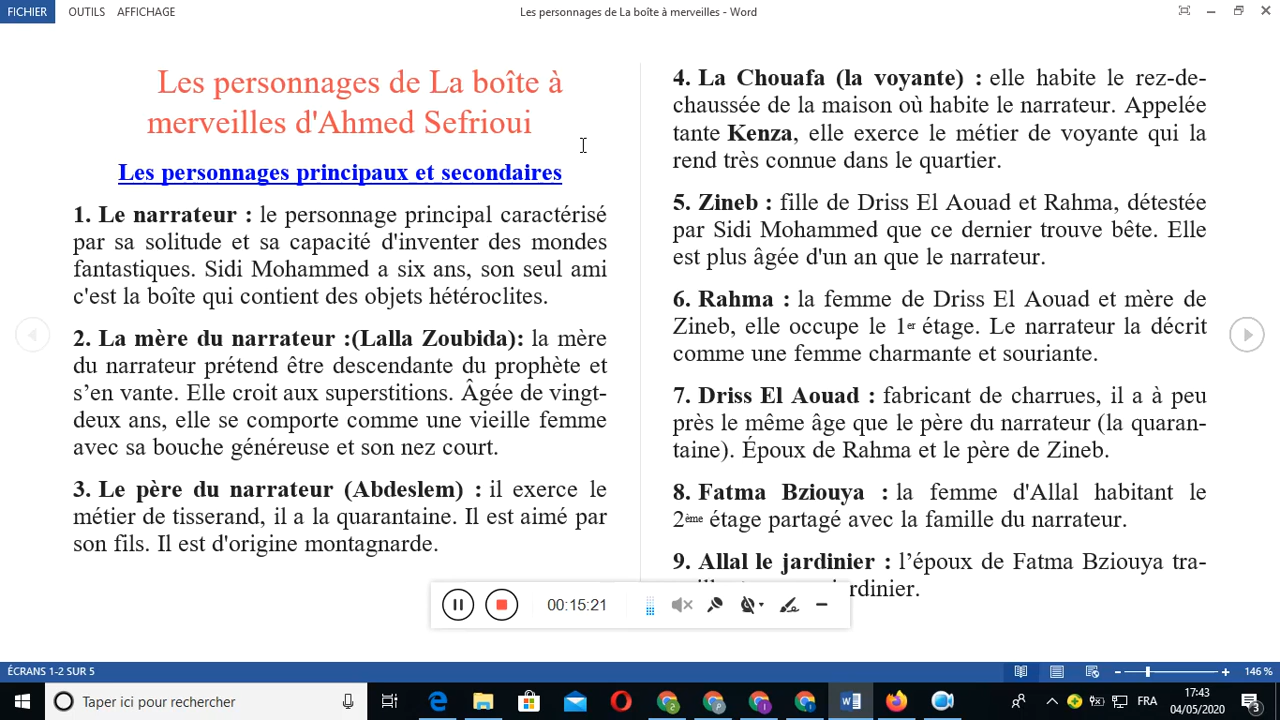 FICHIER OUTILS AFFICHAGE
Les personnages de La boîte à merveilles - Word
Les personnages de La boîte à
merveilles d'Ahmed Sefrioui
Les personnages principaux et secondaires
1. Le narrateur : le personnage principal caractérisé
par sa solitude et sa capacité d'inventer des mondes
fantastiques. Sidi Mohammed a six ans, son seul ami
c'est la boîte qui contient des objets hétéroclites.
2. La mère du narrateur :(Lalla Zoubida): la mère
du narrateur prétend être descendante du prophète et
s’en vante. Elle croit aux superstitions. Âgée de vingt-
deux ans, elle se comporte comme une vieille femme
avec sa bouche généreuse et son nez court.
3. Le père du narrateur (Abdeslem) : il exerce le
métier de tisserand, il a la quarantaine. Il est aimé par
son fils. Il est d'origine montagnarde.
4. La Chouafa (la voyante) : elle habite le rez-de-
chaussée de la maison où habite le narrateur. Appelée
tante Kenza, elle exerce le métier de voyante qui la
rend très connue dans le quartier.
5. Zineb : fille de Driss El Aouad et Rahma, détestée
par Sidi Mohammed que ce dernier trouve bête. Elle
est plus âgée d'un an que le narrateur.
6. Rahma : la femme de Driss El Aouad et mère de
Zineb, elle occupe le 1er étage. Le narrateur la décrit
comme une femme charmante et souriante.
7. Driss El Aouad : fabricant de charrues, il a à peu
près le même âge que le père du narrateur (la quaran-
taine). Époux de Rahma et le père de Zineb.
8. Fatma Bziouya : la femme d'Allal habitant le
2ème étage partagé avec la famille du narrateur.
9. Allal le jardinier : l’époux de Fatma Bziouya tra-
jardinier.
00:15:21
ÉCRANS 1-2 SUR 5
146 %
Taper ici pour rechercher
FRA
17:43
04/05/2020
3